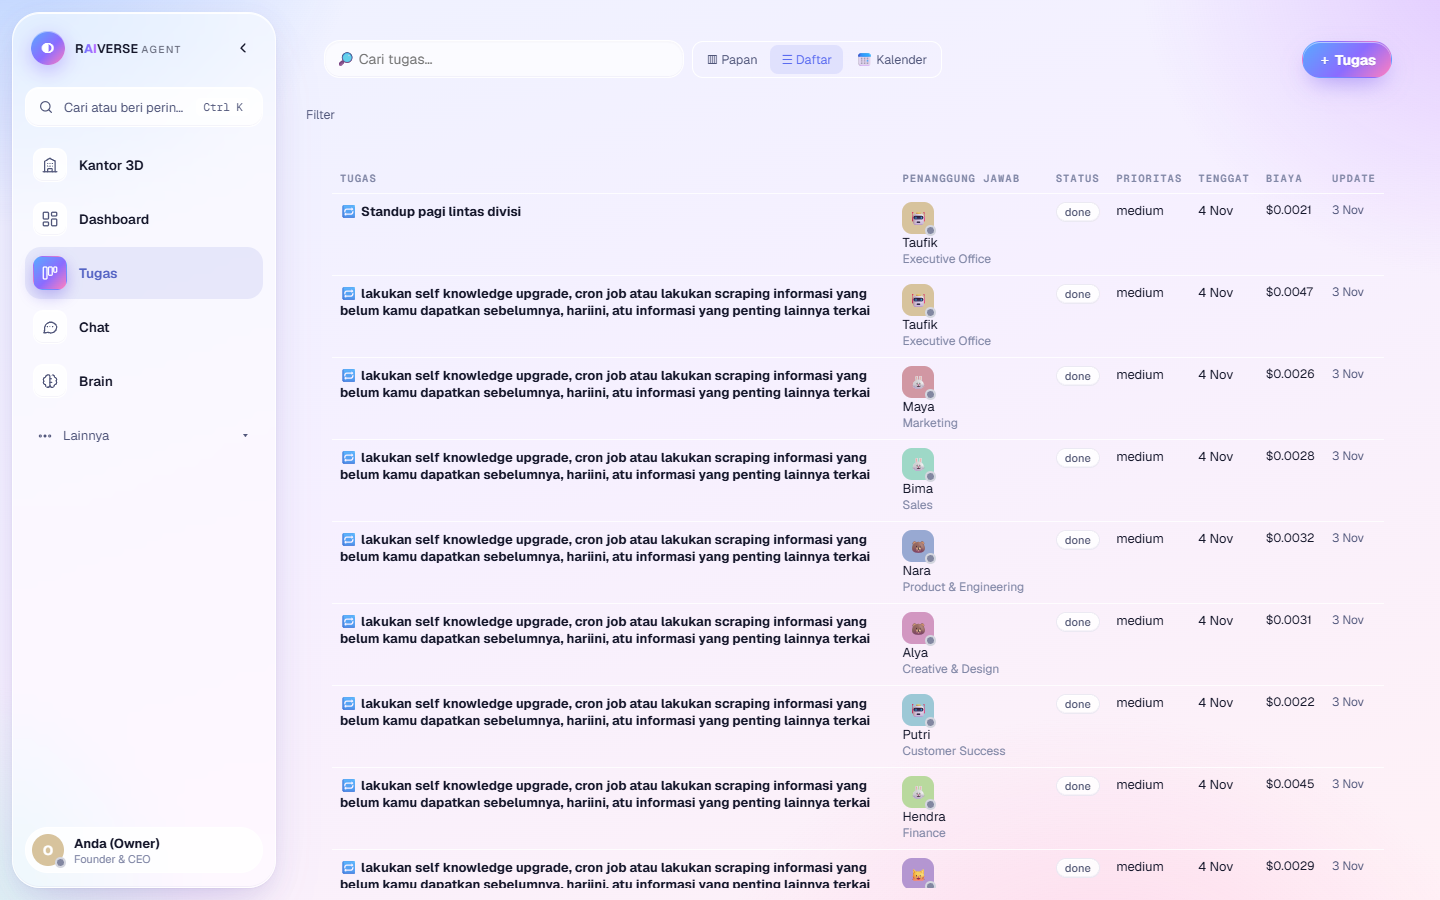 RAIVERSE AGENT
Cari atau beri perin... Ctrl K
Kantor 3D
Dashboard
Tugas
Chat
Brain
Lainnya
Anda (Owner)
Founder & CEO
O
Cari tugas...
Papan
Daftar
Kalender
+ Tugas
Filter
TUGAS PENANGGUNG JAWAB STATUS PRIORITAS TENGGAT BIAYA UPDATE
Standup pagi lintas divisi
Taufik
Executive Office
done medium 4 Nov $0.0021 3 Nov
lakukan self knowledge upgrade, cron job atau lakukan scraping informasi yang
belum kamu dapatkan sebelumnya, hariini, atu informasi yang penting lainnya terkai
Taufik
Executive Office
done medium 4 Nov $0.0047 3 Nov
lakukan self knowledge upgrade, cron job atau lakukan scraping informasi yang
belum kamu dapatkan sebelumnya, hariini, atu informasi yang penting lainnya terkai
Maya
Marketing
done medium 4 Nov $0.0026 3 Nov
lakukan self knowledge upgrade, cron job atau lakukan scraping informasi yang
belum kamu dapatkan sebelumnya, hariini, atu informasi yang penting lainnya terkai
Bima
Sales
done medium 4 Nov $0.0028 3 Nov
lakukan self knowledge upgrade, cron job atau lakukan scraping informasi yang
belum kamu dapatkan sebelumnya, hariini, atu informasi yang penting lainnya terkai
Nara
Product & Engineering
done medium 4 Nov $0.0032 3 Nov
lakukan self knowledge upgrade, cron job atau lakukan scraping informasi yang
belum kamu dapatkan sebelumnya, hariini, atu informasi yang penting lainnya terkai
Alya
Creative & Design
done medium 4 Nov $0.0031 3 Nov
lakukan self knowledge upgrade, cron job atau lakukan scraping informasi yang
belum kamu dapatkan sebelumnya, hariini, atu informasi yang penting lainnya terkai
Putri
Customer Success
done medium 4 Nov $0.0022 3 Nov
lakukan self knowledge upgrade, cron job atau lakukan scraping informasi yang
belum kamu dapatkan sebelumnya, hariini, atu informasi yang penting lainnya terkai
Hendra
Finance
done medium 4 Nov $0.0045 3 Nov
lakukan self knowledge upgrade, cron job atau lakukan scraping informasi yang
belum kamu dapatkan sebelumnya, hariini, atu informasi yang penting lainnya terkai
done medium 4 Nov $0.0029 3 Nov